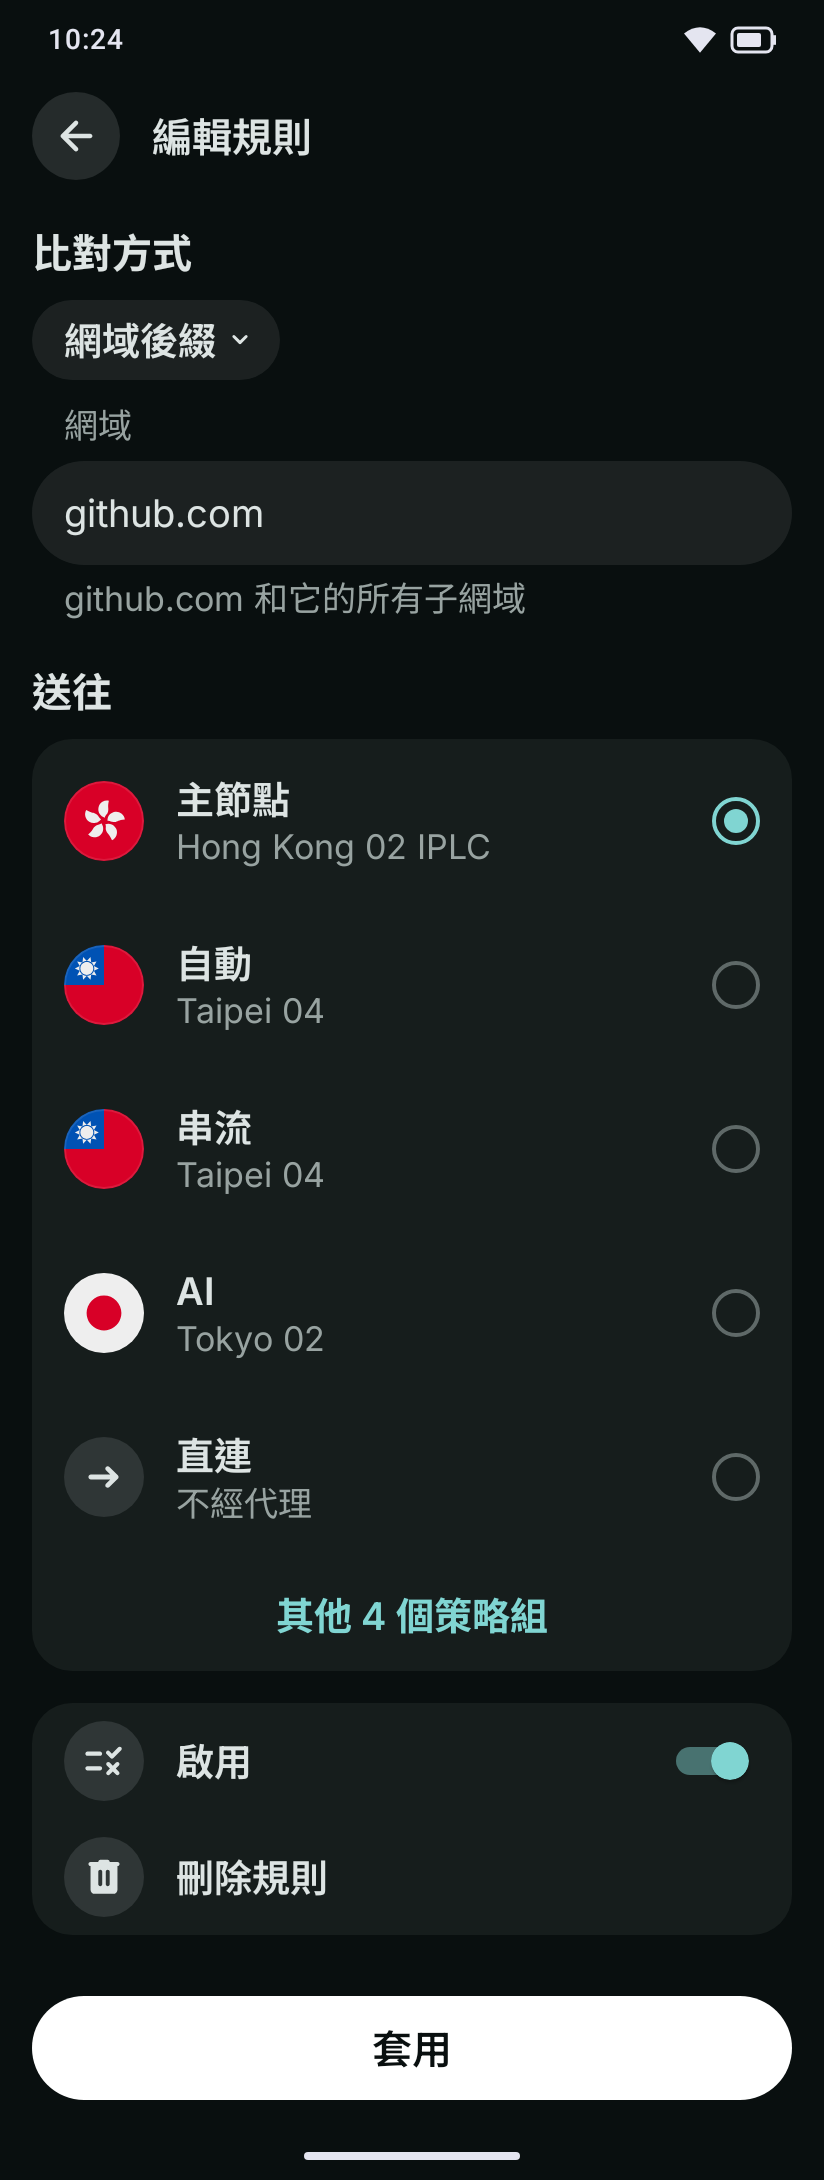 10:24
編輯規則
比對方式
網域後綴
網域
github.com
github.com 和它的所有子網域
送往
主節點
Hong Kong 02 IPLC
自動
Taipei 04
串流
Taipei 04
AI
Tokyo 02
直連
不經代理
其他 4 個策略組
啟用
刪除規則
套用